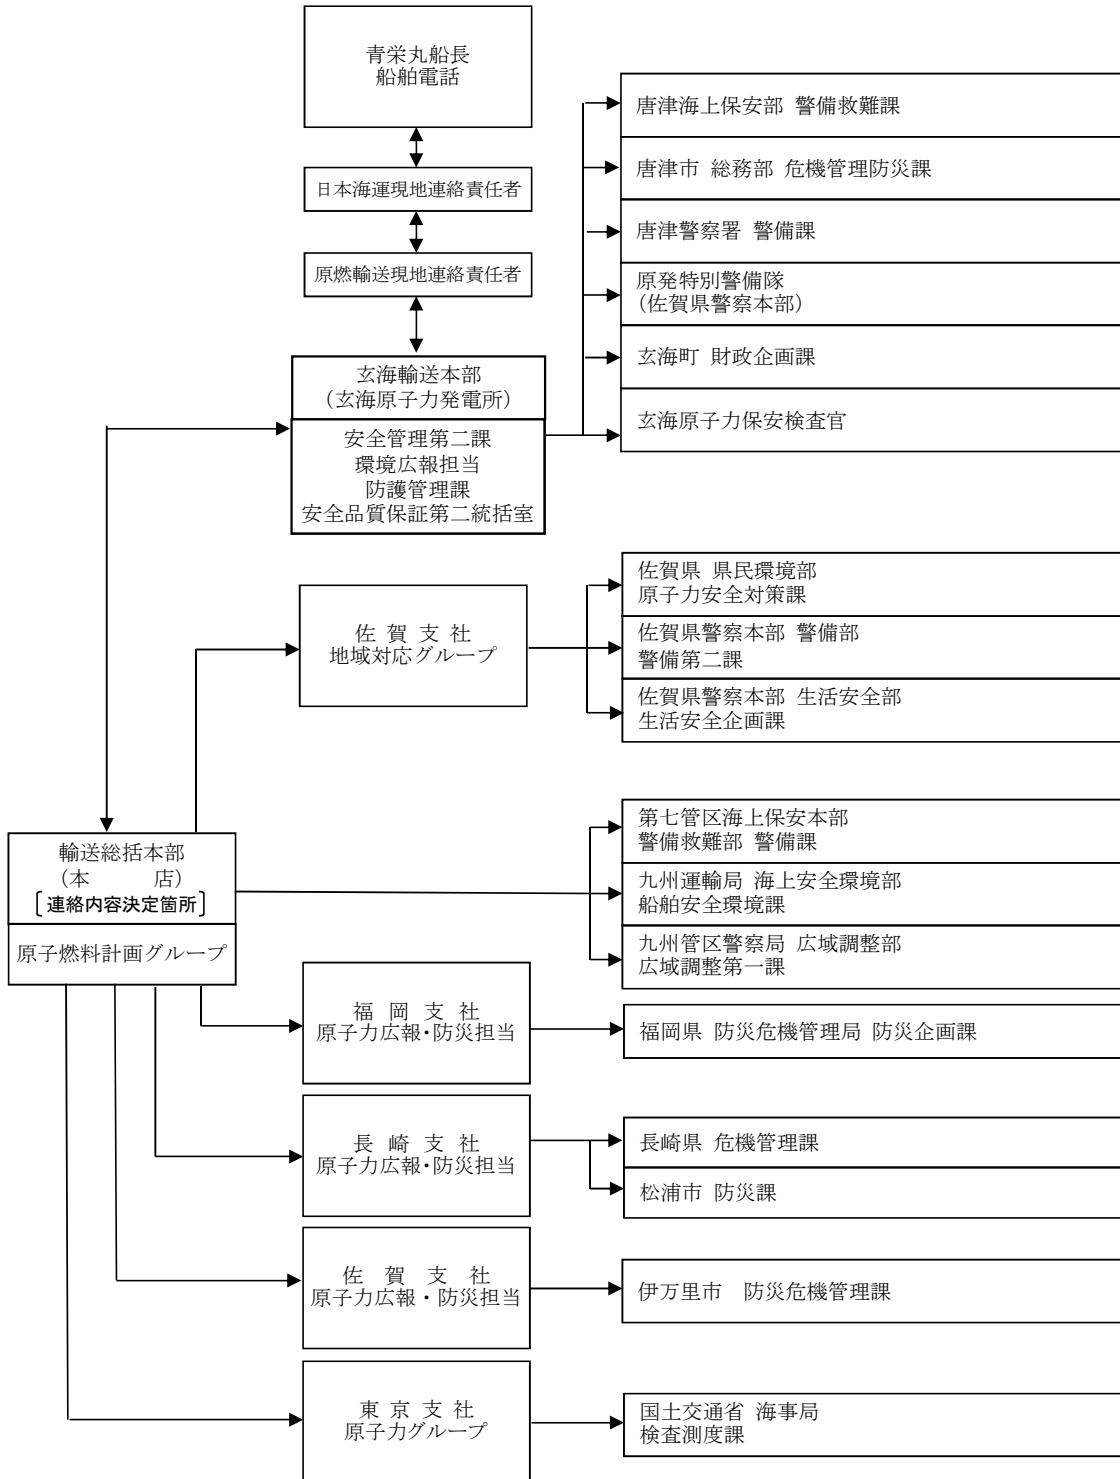 青栄丸船長
船舶電話
日本海運現地連絡責任者
原燃輸送現地連絡責任者
玄海輸送本部
（玄海原子力発電所）
安全管理第二課
環境広報担当
防護管理課
安全品質保証第二統括室
唐津海上保安部 警備救難課
唐津市 総務部 危機管理防災課
唐津警察署 警備課
原発特別警備隊
（佐賀県警察本部）
玄海町 財政企画課
玄海原子力保安検査官
佐賀支社
地域対応グループ
佐賀県 県民環境部
原子力安全対策課
佐賀県警察本部 警備部
警備第二課
佐賀県警察本部 生活安全部
生活安全企画課
輸送総括本部
（本　　　店）
〔連絡内容決定箇所〕
原子燃料計画グループ
第七管区海上保安本部
警備救難部 警備課
九州運輸局 海上安全環境部
船舶安全環境課
九州管区警察局 広域調整部
広域調整第一課
福岡支社
原子力広報・防災担当
福岡県 防災危機管理局 防災企画課
長崎支社
原子力広報・防災担当
長崎県 危機管理課
松浦市 防災課
佐賀支社
原子力広報・防災担当
伊万里市　防災危機管理課
東京支社
原子力グループ
国土交通省 海事局
検査測度課